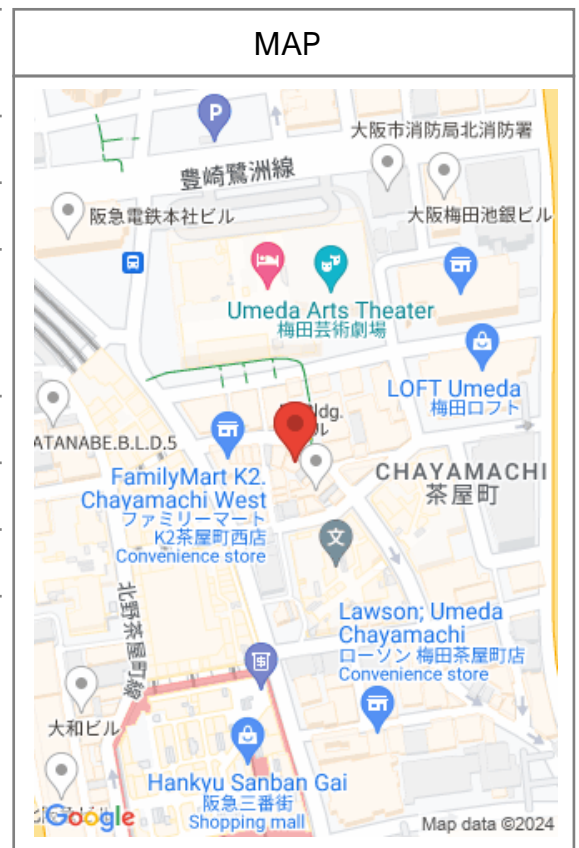 MAP
P
大阪市消防局北消防署
豊崎鷺洲線
阪急電鉄本社ビル
大阪梅田池銀ビル
Umeda Arts Theater
梅田芸術劇場
LOFT Umeda
梅田ロフト
ldg.
ル
ATANABE.B.L.D.5
FamilyMart K2.
Chayamachi West
ファミリーマート
K2茶屋町西店
Convenience store
CHAYAMACHI
茶屋町
文
北野茶屋町線
Lawson; Umeda
Chayamachi
ローソン 梅田茶屋町店
Convenience store
大和ビル
Hankyu Sanban Gai
阪急三番街
Shopping mall
Google
Map data ©2024